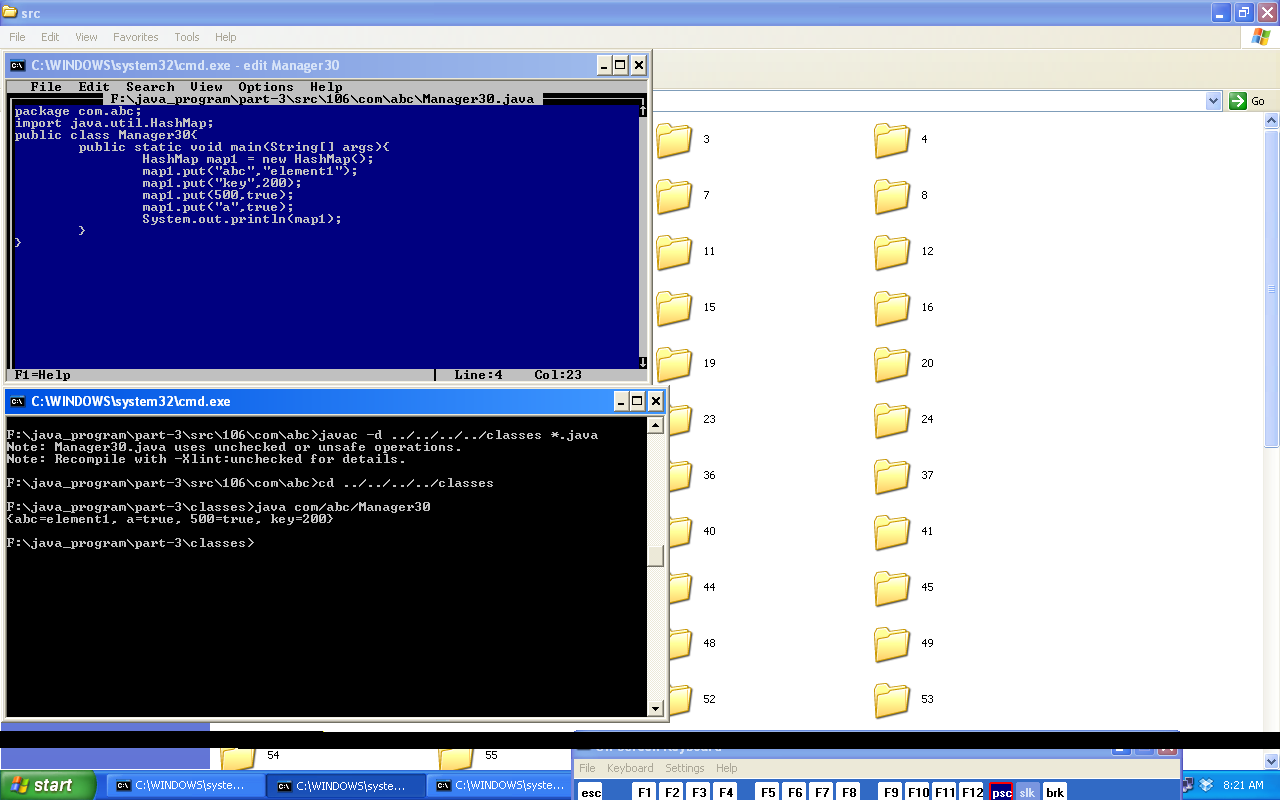 src
File Edit View Favorites Tools Help
C:\WINDOWS\system32\cmd.exe - edit Manager30
File Edit Search View Options Help
F:\java_program\part-3\src\106\com\abc\Manager30.java
package com.abc;
import java.util.HashMap;
public class Manager30{
public static void main(String[] args){
HashMap map1 = new HashMap();
map1.put("abc","element1");
map1.put("key",200);
map1.put(500,true);
map1.put("a",true);
System.out.println(map1);
}
}
F1=Help Line:4 Col:23
Go
3 4
7 8
11 12
15 16
19 20
23 24
36 37
40 41
44 45
48 49
52 53
54 55
C:\WINDOWS\system32\cmd.exe
F:\java_program\part-3\src\106\com\abc>javac -d ../../../../classes *.java
Note: Manager30.java uses unchecked or unsafe operations.
Note: Recompile with -Xlint:unchecked for details.
F:\java_program\part-3\src\106\com\abc>cd ../../../../classes
F:\java_program\part-3\classes>java com/abc/Manager30
{abc=element1, a=true, 500=true, key=200}
F:\java_program\part-3\classes>
On-Screen Keyboard
File Keyboard Settings Help
esc F1 F2 F3 F4 F5 F6 F7 F8 F9 F10 F11 F12 psc slk brk
start C:\WINDOWS\syste... C:\WINDOWS\syste... C:\WINDOWS\syste... 8:21 AM